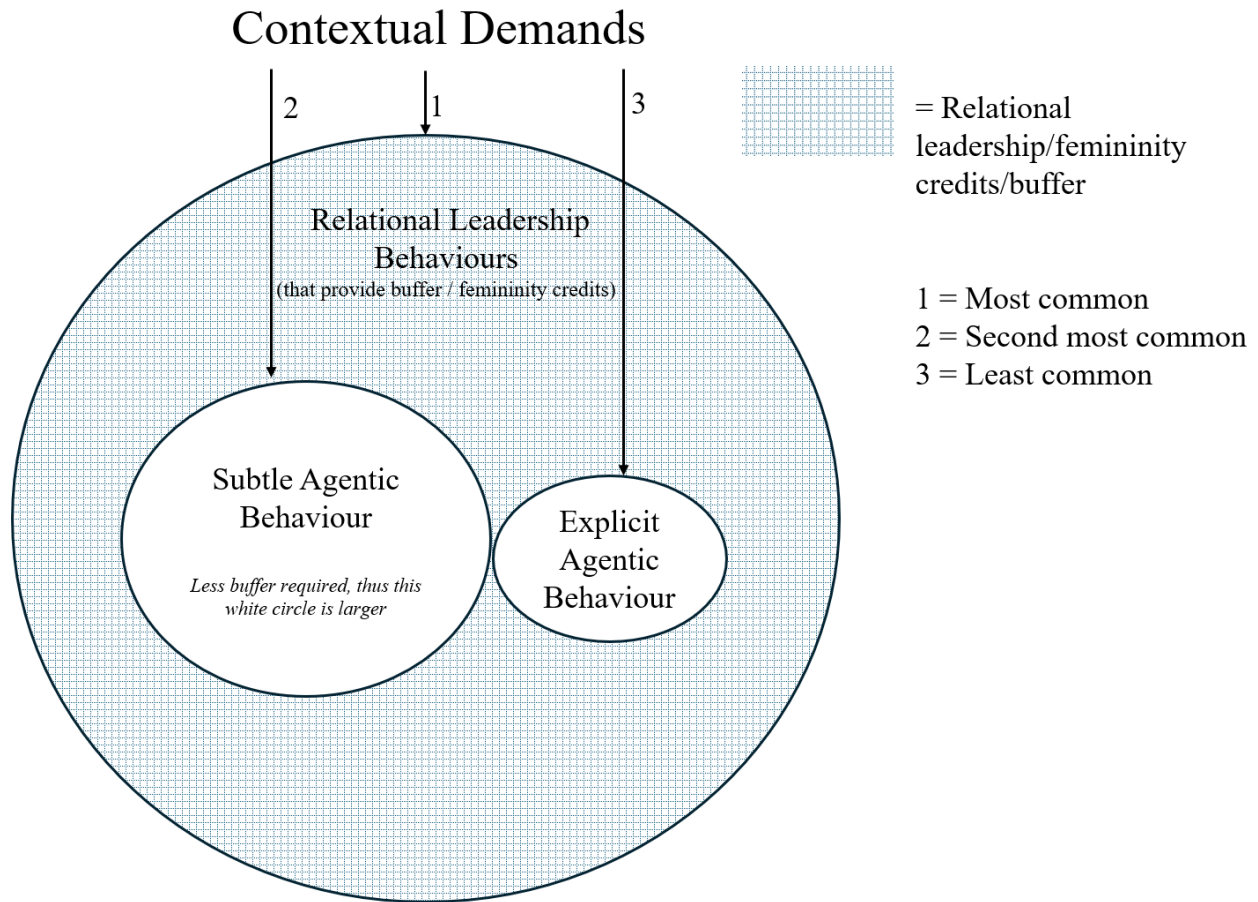 Contextual Demands
2
1
3
= Relational
leadership/femininity
credits/buffer
Relational Leadership
Behaviours
(that provide buffer / femininity credits)
1 = Most common
2 = Second most common
3 = Least common
Subtle Agentic
Behaviour
Less buffer required, thus this
white circle is larger
Explicit
Agentic
Behaviour